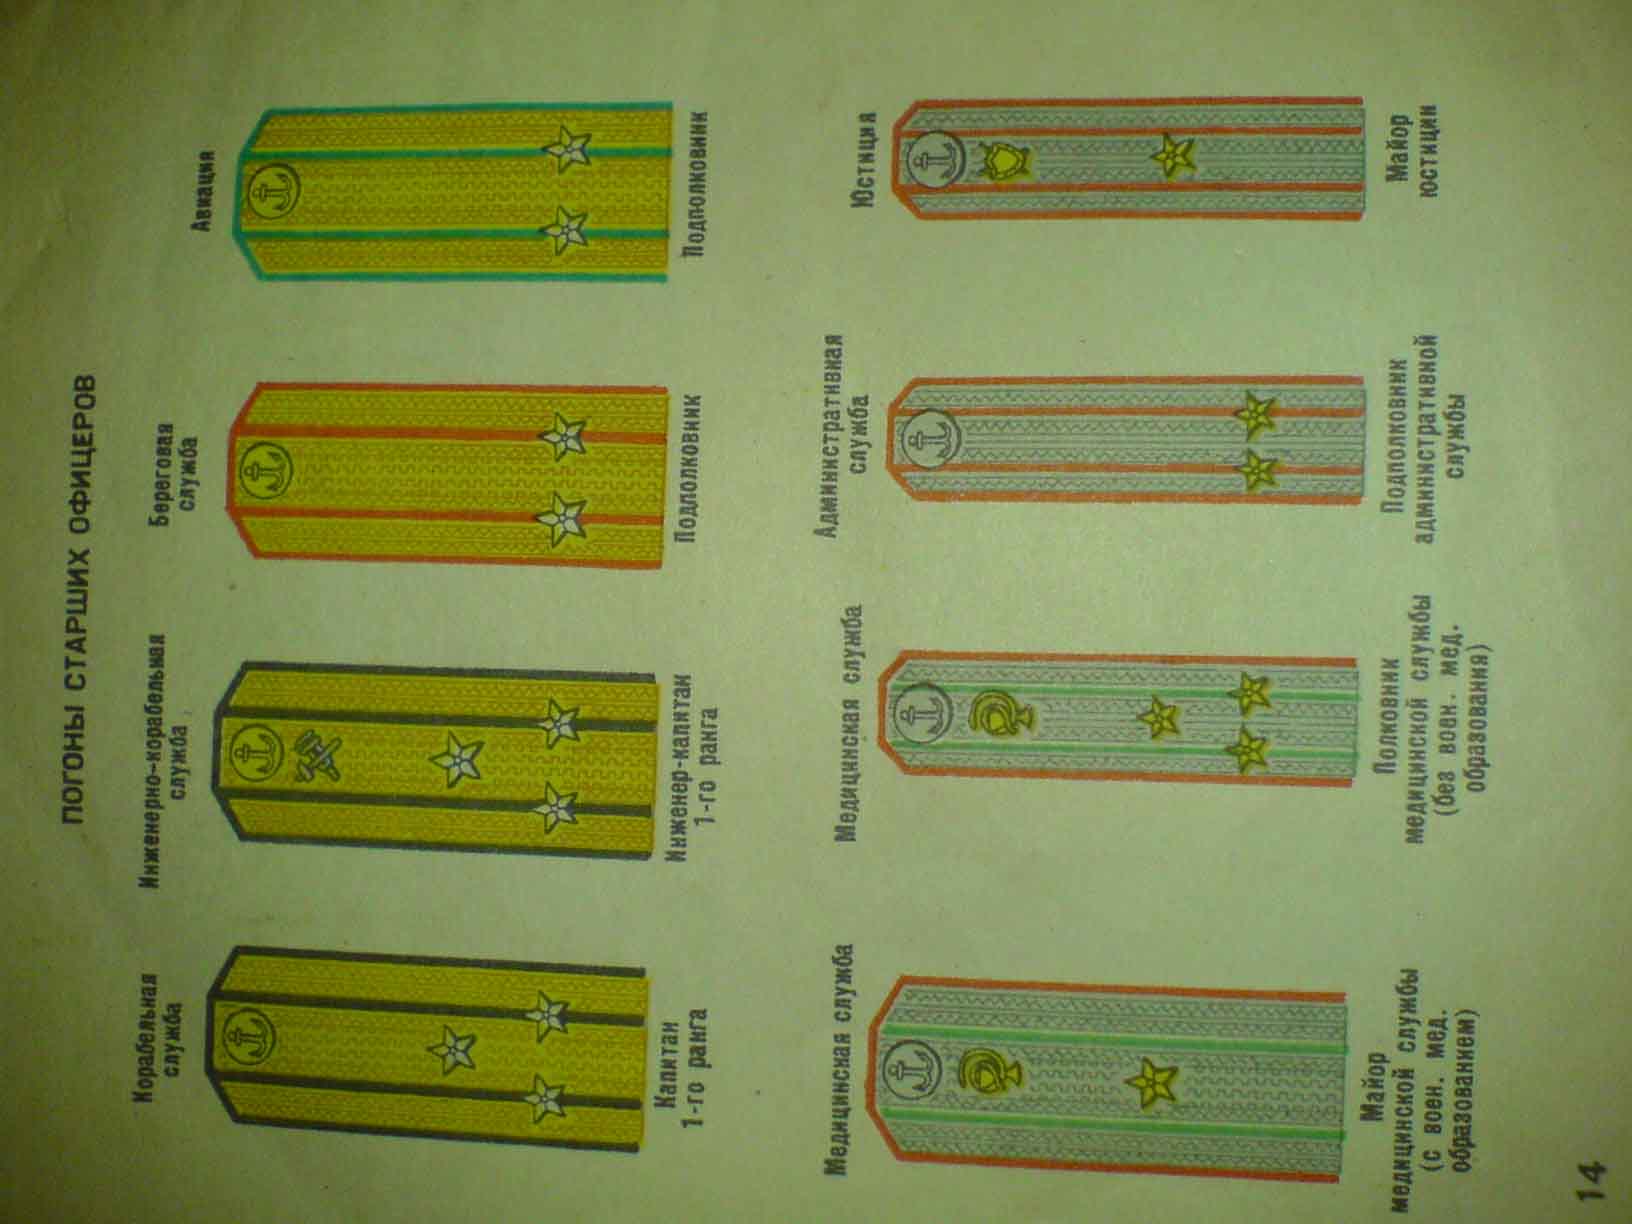 ПОГОНЫ СТАРШИХ ОФИЦЕРОВ
Корабельная
служба
Инженерно-корабельная
служба
Береговая
служба
Авиация
Капитан
1-го ранга
Инженер-капитан
1-го ранга
Подполковник
Подполковник
Медицинская служба
Медицинская служба
Административная
служба
Юстиция
Майор
медицинской службы
(с воен. мед.
образованием)
Полковник
медицинской службы
(без воен. мед.
образования)
Подполковник
административной
службы
Майор
юстиции
14